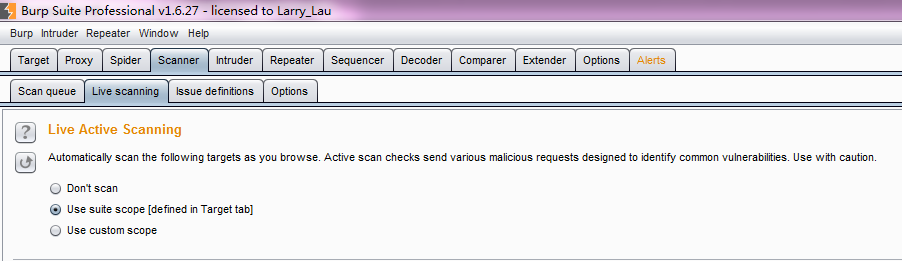 Burp Suite Professional v1.6.27 - licensed to Larry_Lau
Burp Intruder Repeater Window Help
Target Proxy Spider Scanner Intruder Repeater Sequencer Decoder Comparer Extender Options Alerts
Scan queue Live scanning Issue definitions Options
? Live Active Scanning
Automatically scan the following targets as you browse. Active scan checks send various malicious requests designed to identify common vulnerabilities. Use with caution.
Don't scan
Use suite scope [defined in Target tab]
Use custom scope